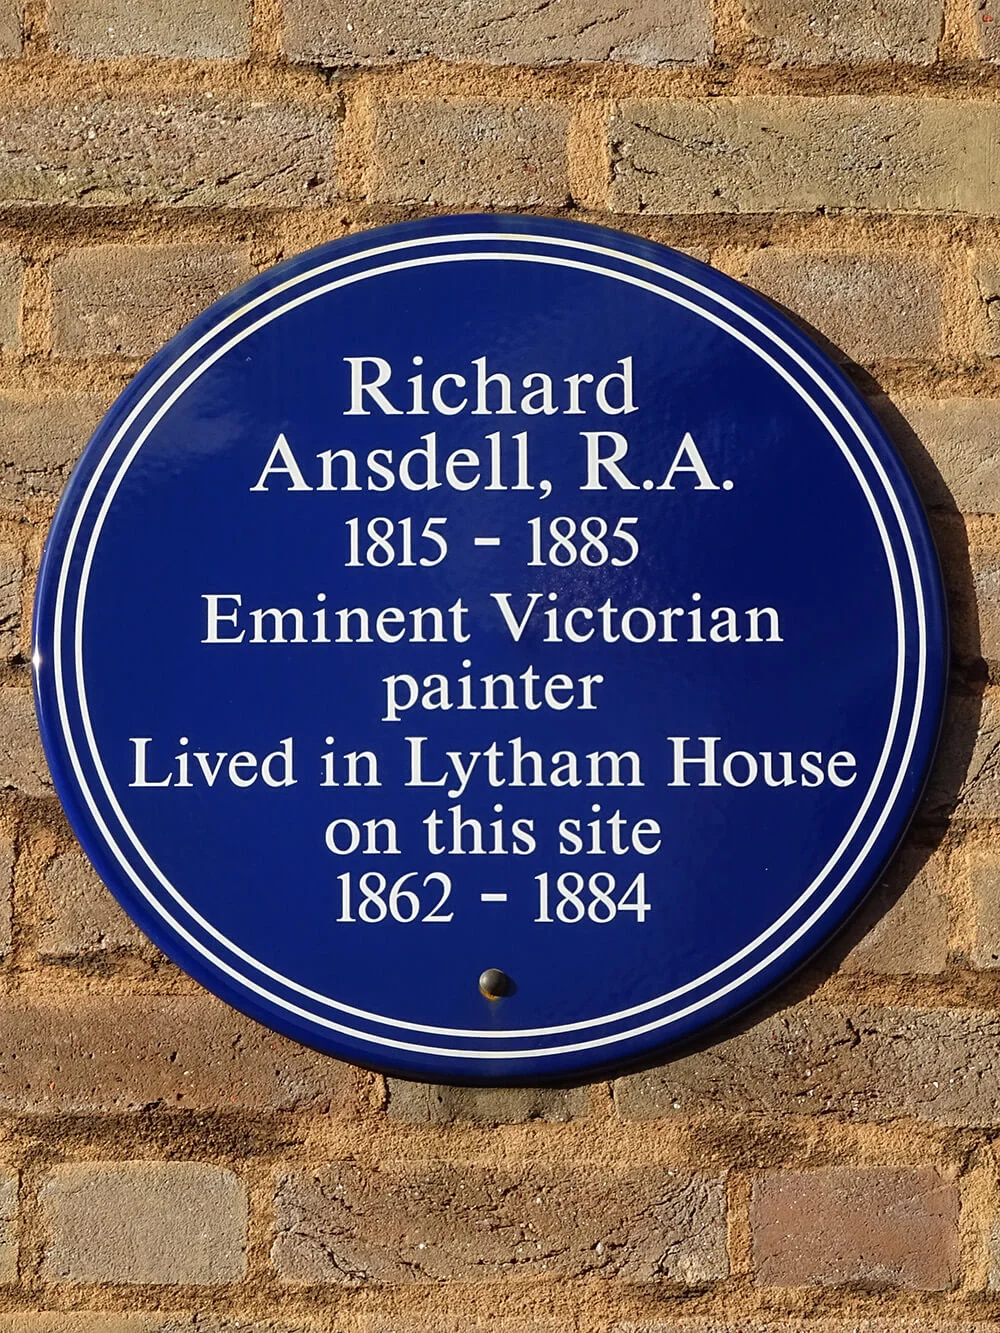 Richard
Ansdell, R.A.
1815 - 1885
Eminent Victorian
painter
Lived in Lytham House
on this site
1862 - 1884